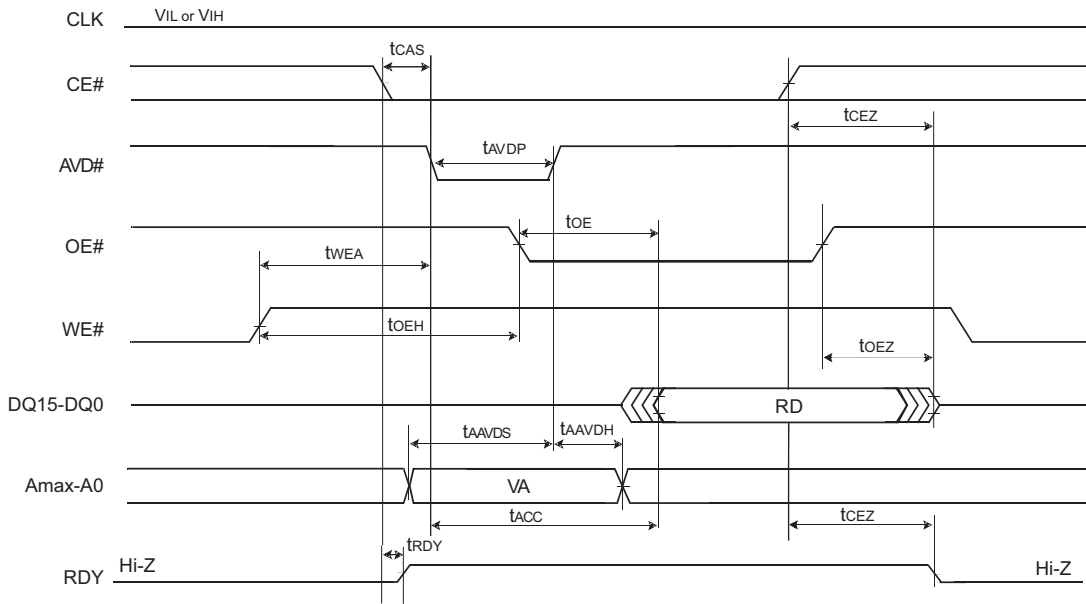 CLK VIL or VIH
tCAS
CE#
tCEZ
AVD# tAVDP
tOE
OE#
tWEA
WE# tOEH
tOEZ
DQ15-DQ0 RD
tAAVDS tAAVDH
Amax-A0 VA
tACC tCEZ
tRDY
RDY Hi-Z Hi-Z